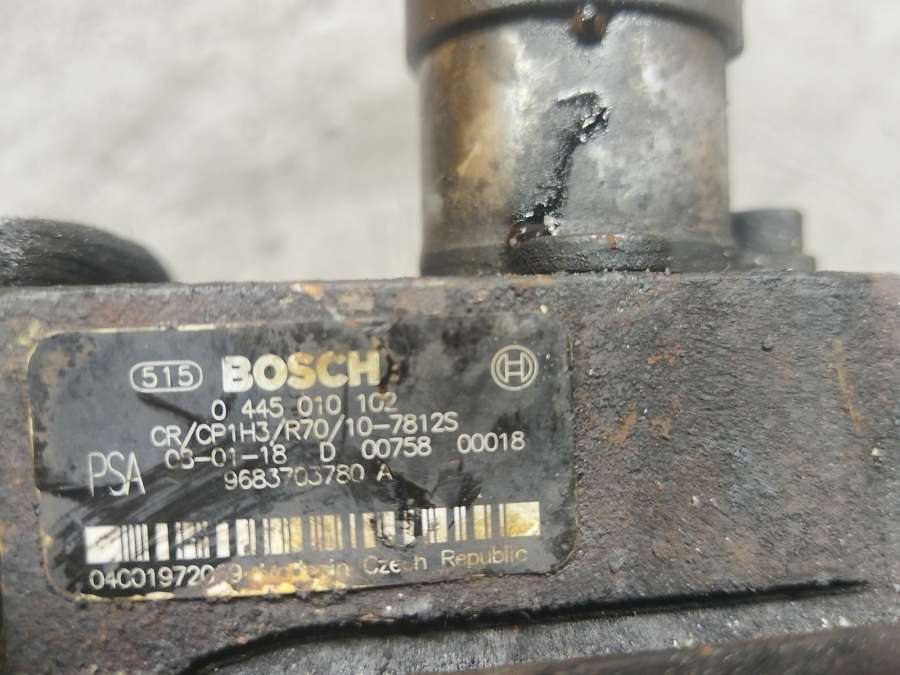 515 BOSCH
0 445 010 102
CR/CP1H3/R70/10-7812S
-01-18 D 00758 00018
PSA
9683703780 A
Czech Republic